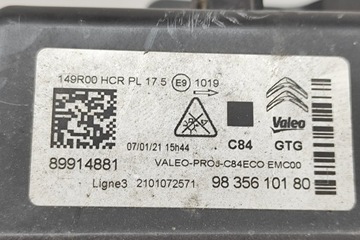 149R00 HCR PL 17 5 E9 1019
Valeo
07/01/21 15h44 C84 GTG
89914881 VALEO-PROJ-C84ECO EMC00
Ligne3 2101072571 98 356 101 80